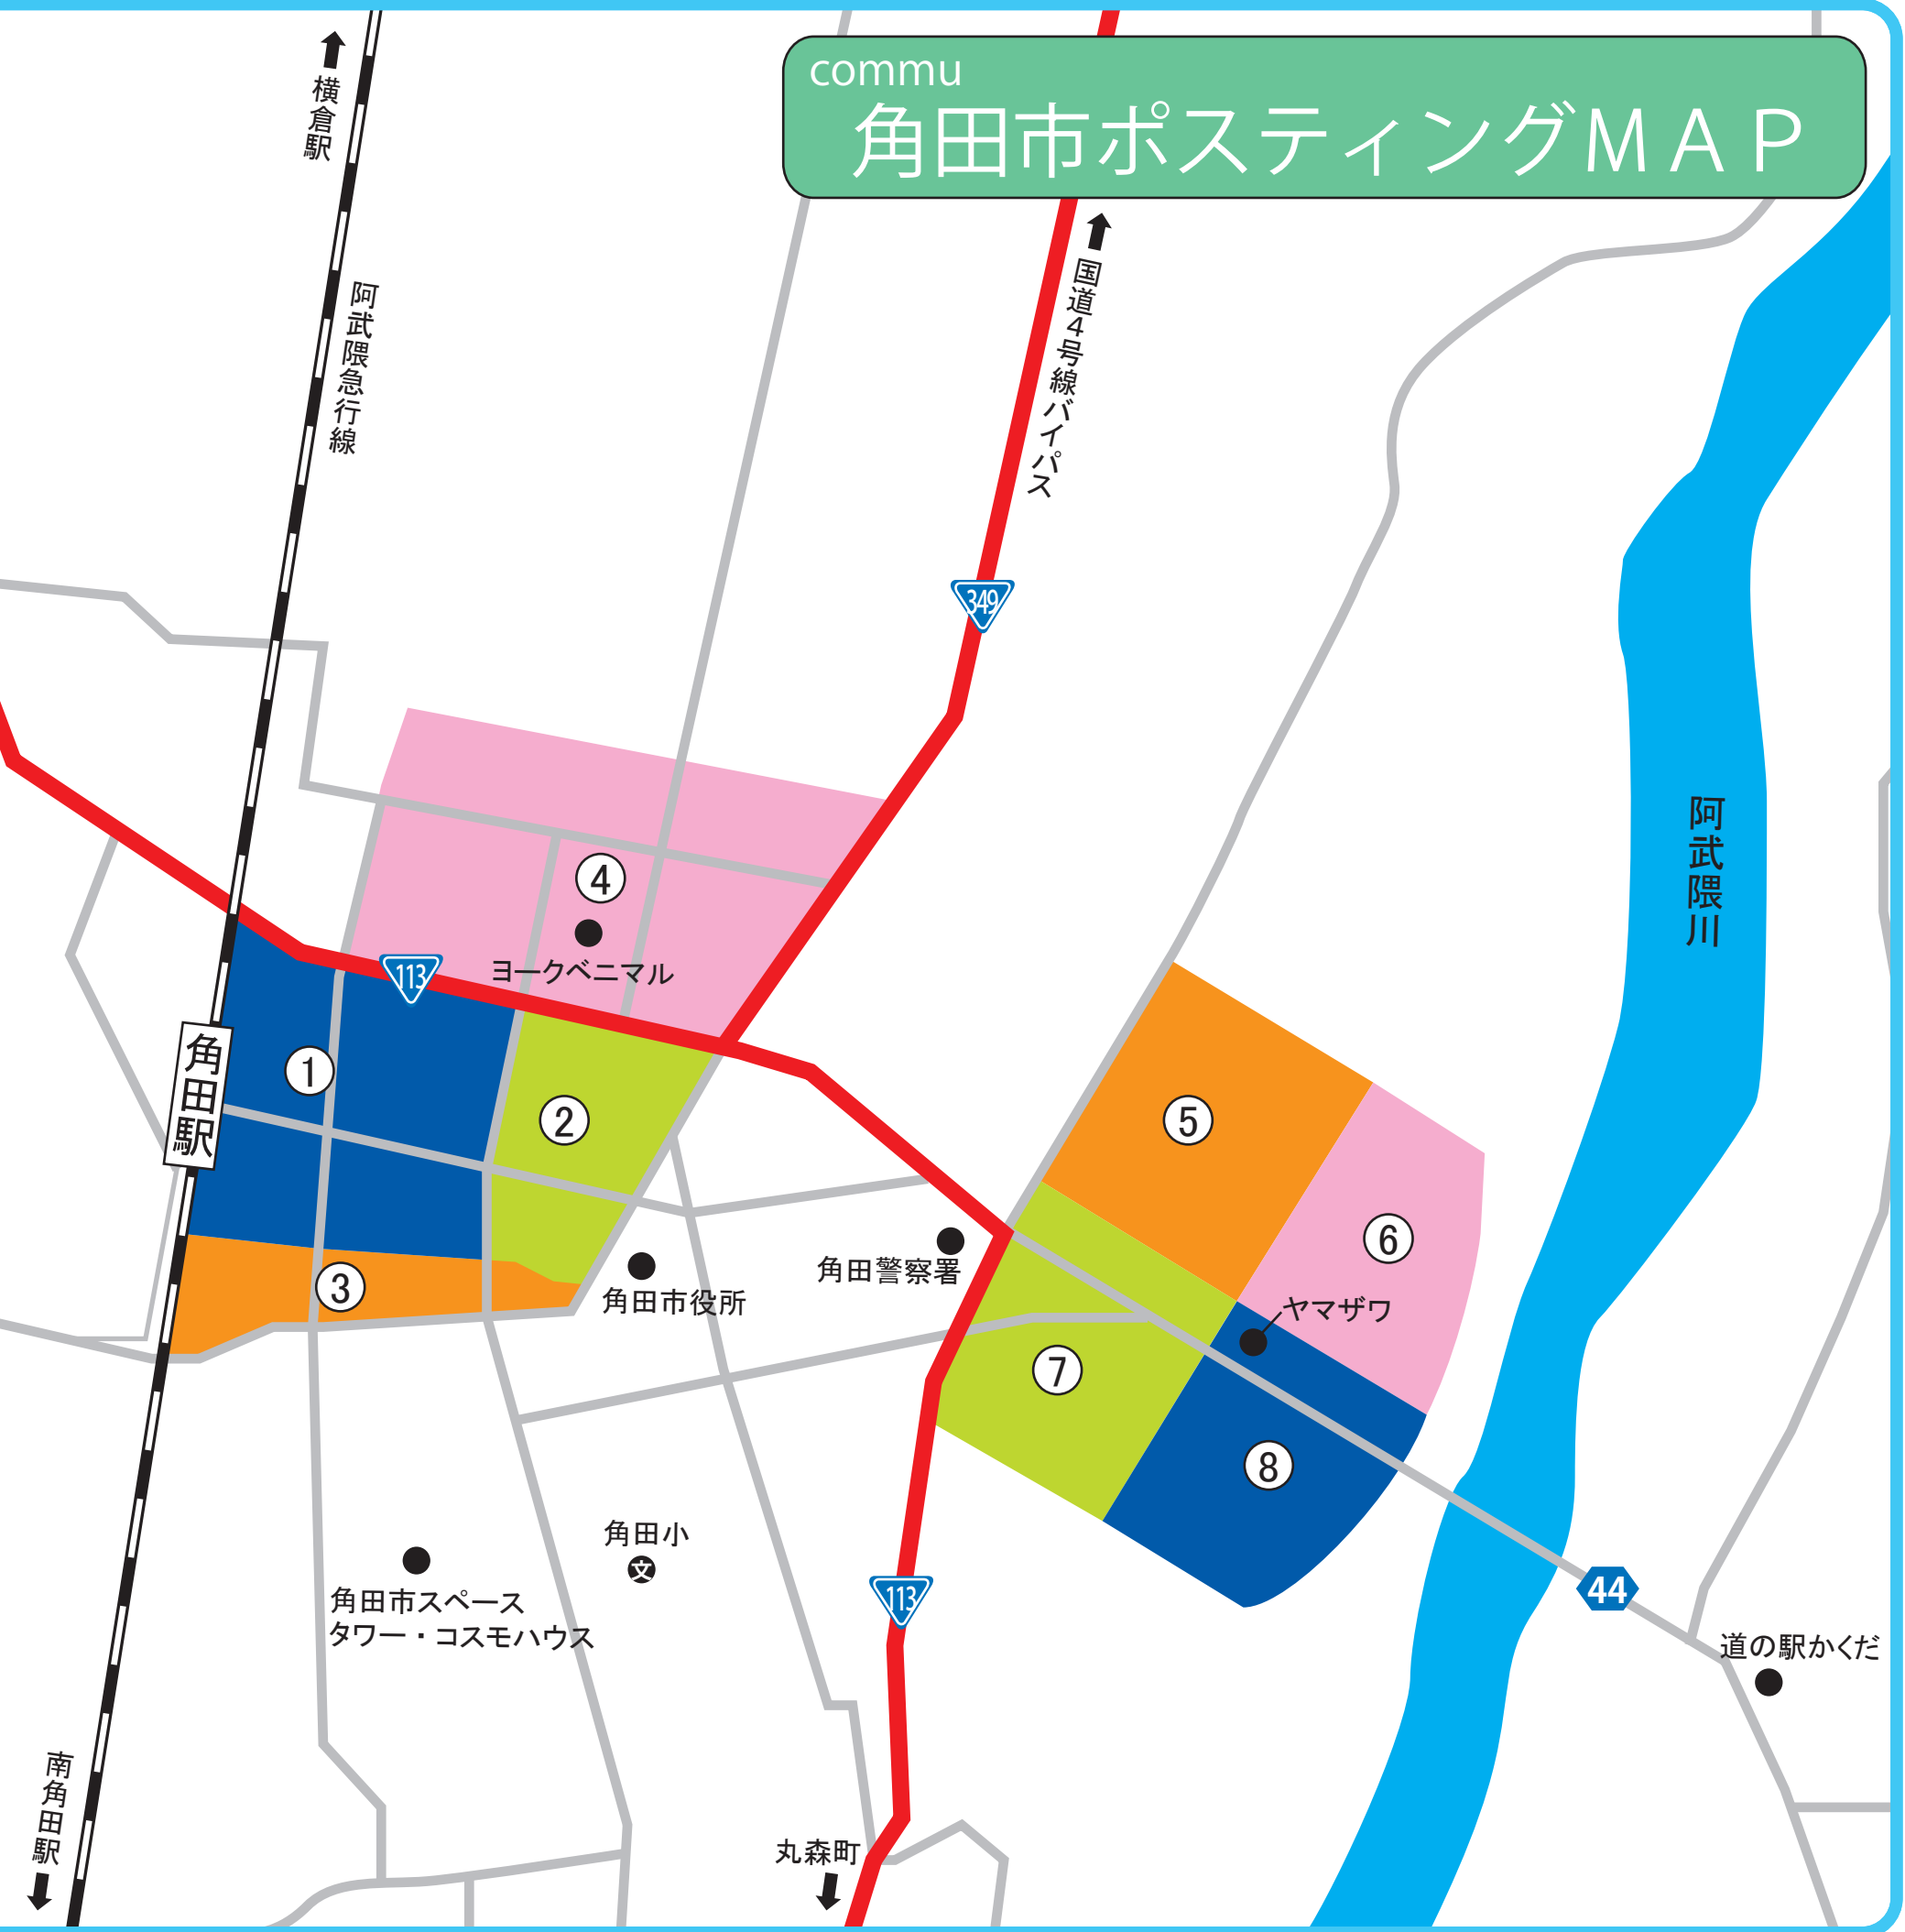 commu
角田市ポスティングMAP
横倉駅
阿武隈急行線
国道4号線バイパス
349
阿武隈川
④
ヨークベニマル
113
角田駅
①
②
⑤
⑥
角田警察署
角田市役所
③
ヤマザワ
⑦
⑧
角田小
文
角田市スペース
タワー・コスモハウス
113
44
道の駅かくだ
南角田駅
丸森町